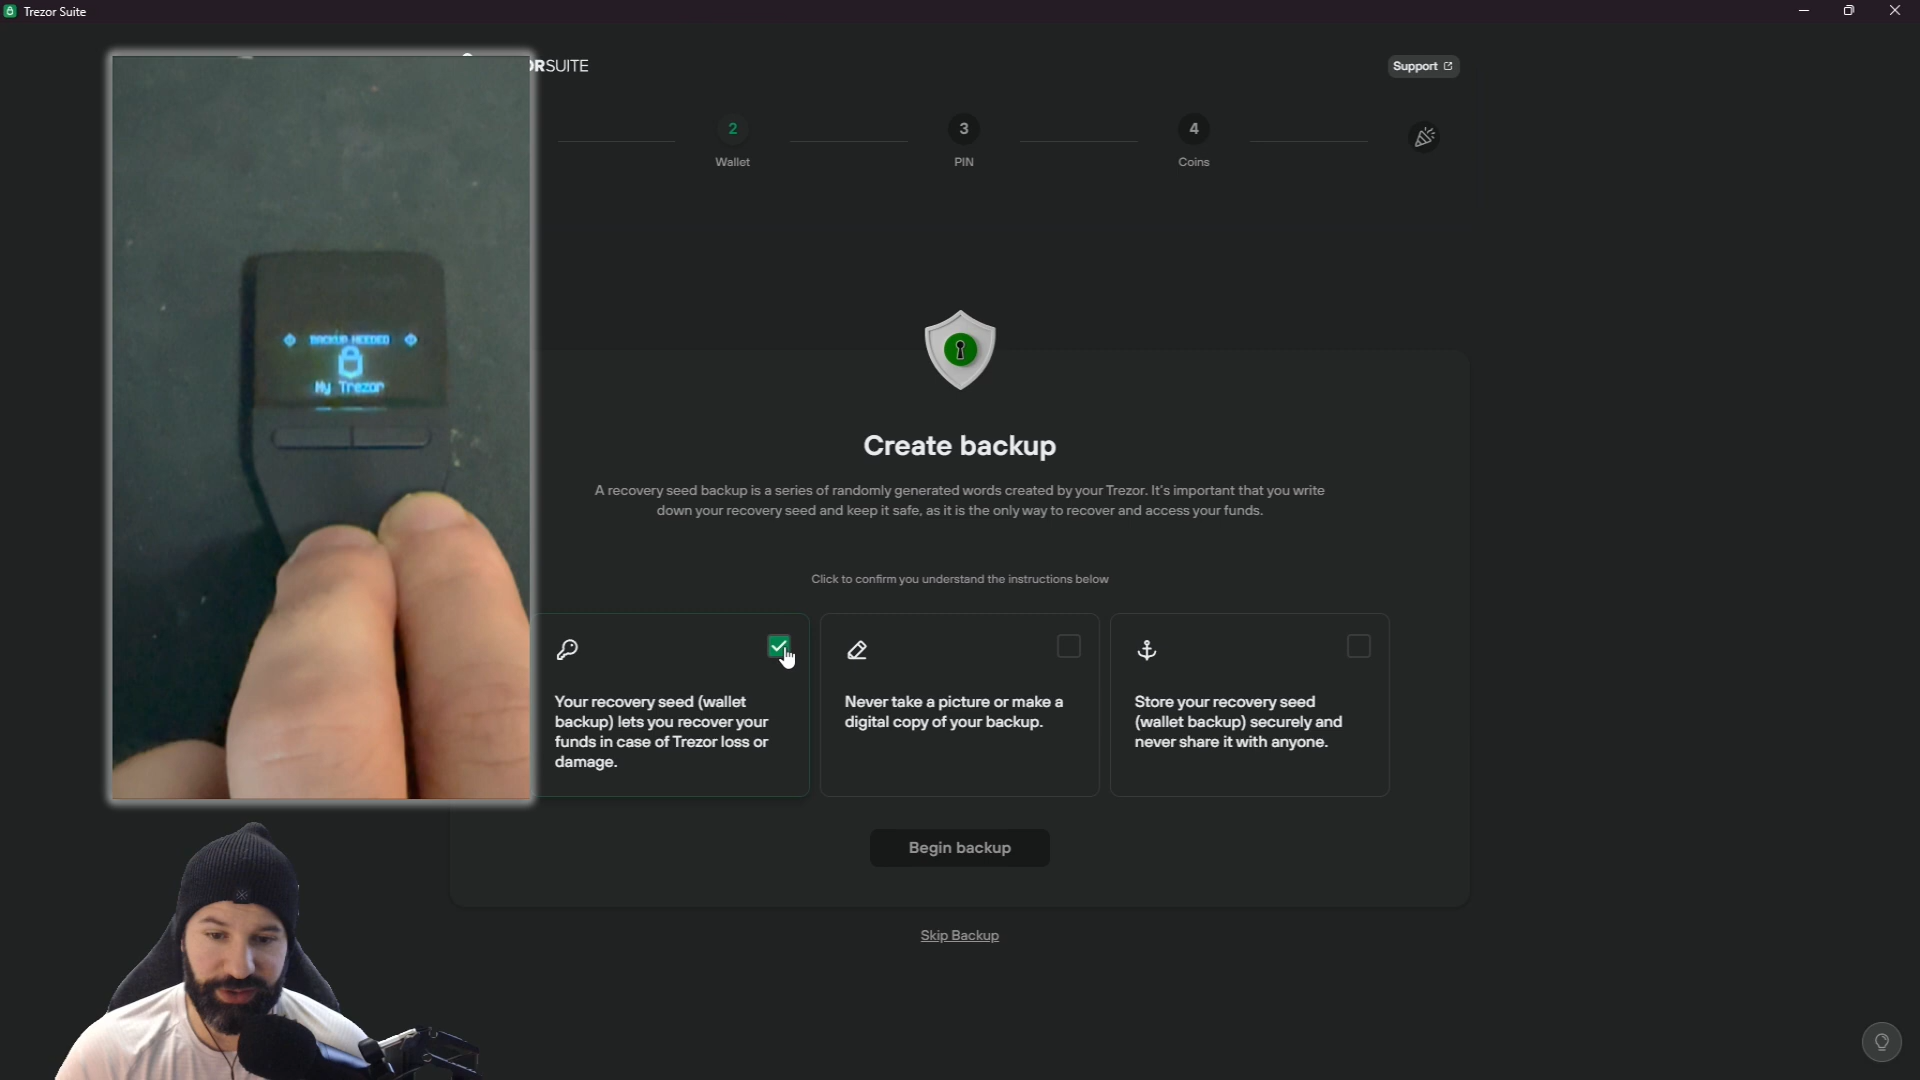 Trezor Suite
RSUITE
Support
2
3
4
Wallet
PIN
Coins
BACKUP NEEDED
My Trezor
Create backup
A recovery seed backup is a series of randomly generated words created by your Trezor. It's important that you write
down your recovery seed and keep it safe, as it is the only way to recover and access your funds.
Click to confirm you understand the instructions below
Your recovery seed (wallet
backup) lets you recover your
funds in case of Trezor loss or
damage.
Never take a picture or make a
digital copy of your backup.
Store your recovery seed
(wallet backup) securely and
never share it with anyone.
Begin backup
Skip Backup